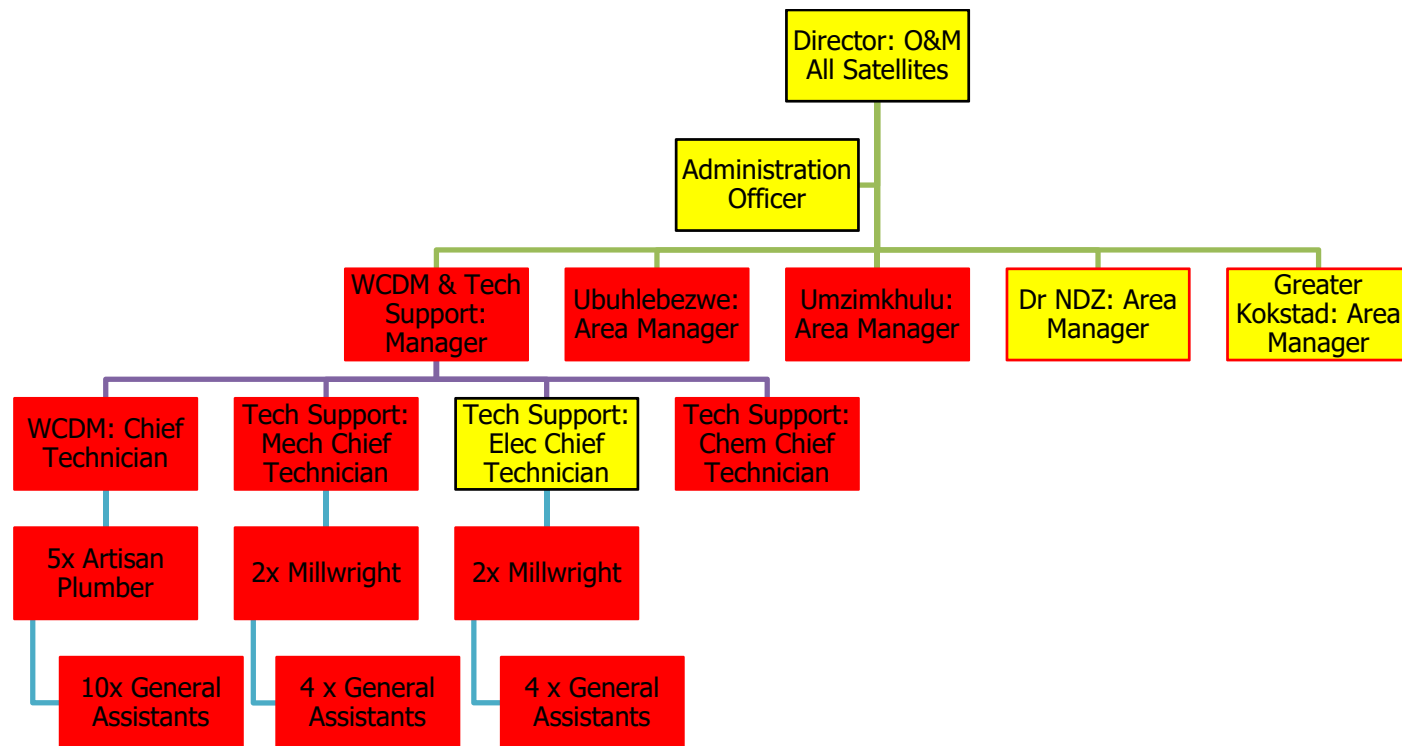 Director: O&M
All Satellites
Administration
Officer
WCDM & Tech
Support:
Manager
Ubuhlebezwe:
Area Manager
Umzimkhulu:
Area Manager
Dr NDZ: Area
Manager
Greater
Kokstad: Area
Manager
WCDM: Chief
Technician
Tech Support:
Mech Chief
Technician
Tech Support:
Elec Chief
Technician
Tech Support:
Chem Chief
Technician
5x Artisan
Plumber
2x Millwright
2x Millwright
10x General
Assistants
4 x General
Assistants
4 x General
Assistants